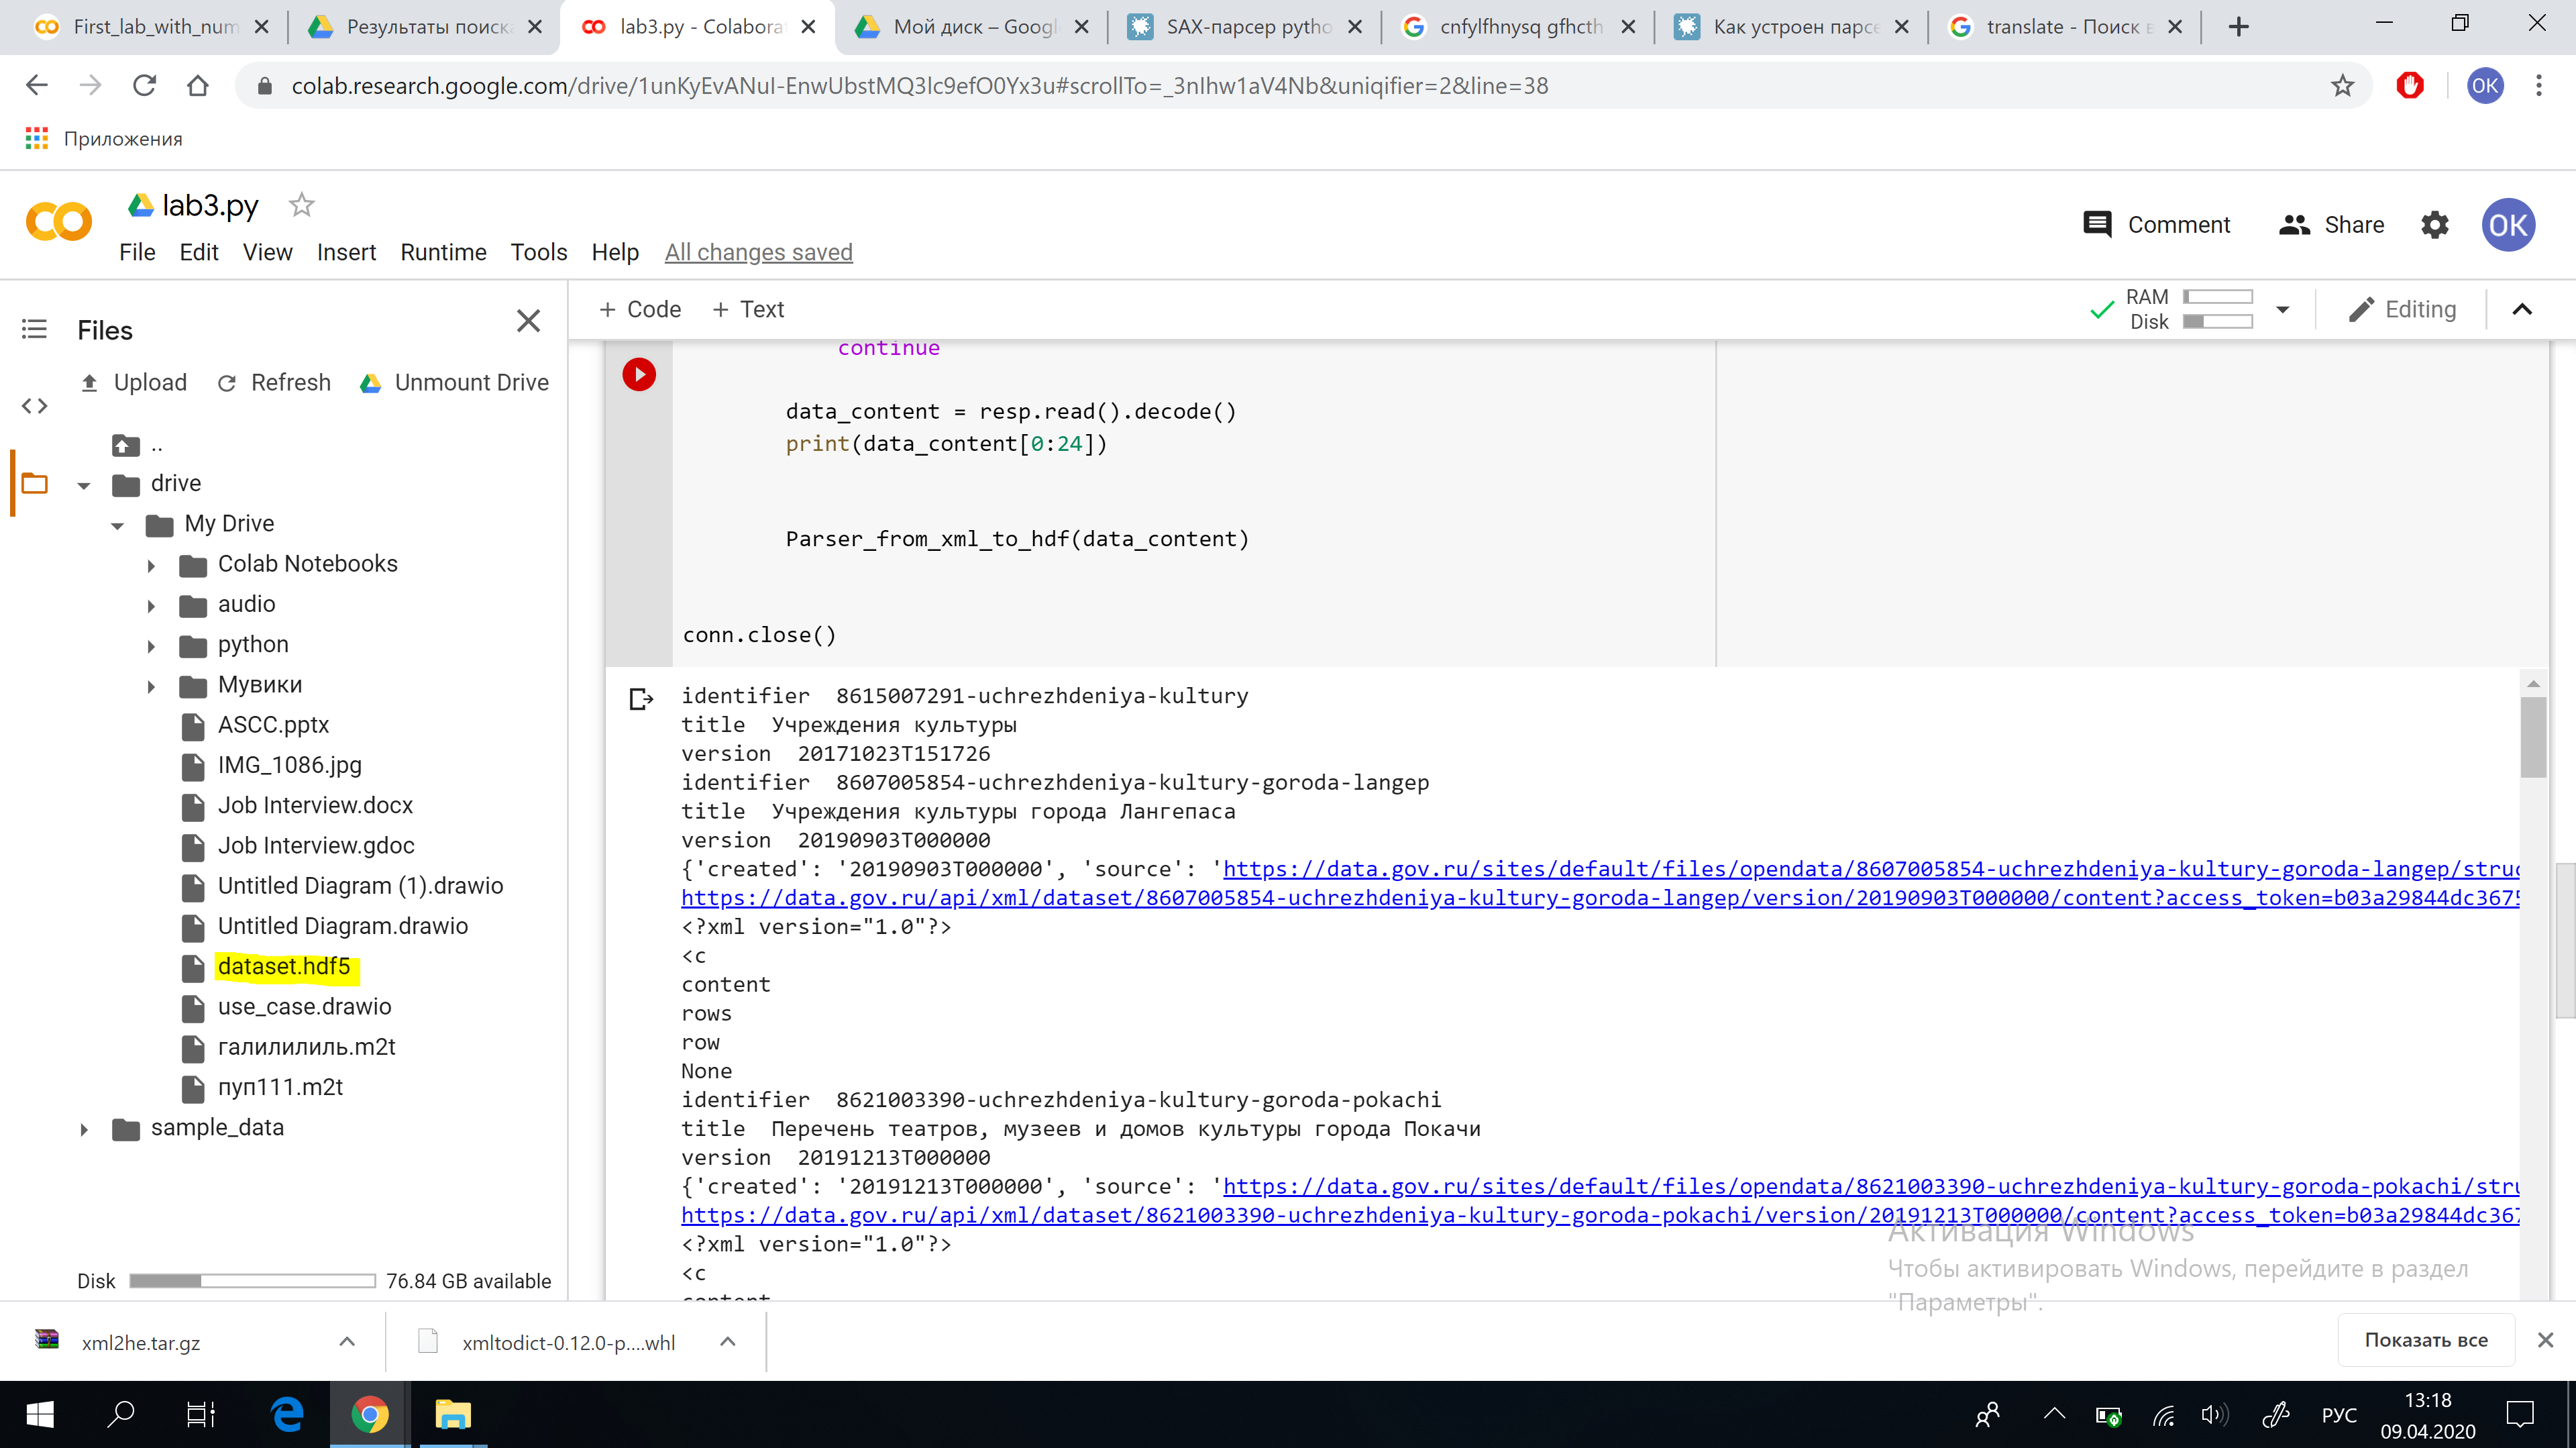 First_lab_with_num
Результаты поиска
lab3.py - Colaborat
Мой диск – Googl
SAX-парсер pytho
cnfylfhnysq gfhcth
Как устроен парсе
translate - Поиск в
colab.research.google.com/drive/1unKyEvANuI-EnwUbstMQ3lc9efO0Yx3u#scrollTo=_3nIhw1aV4Nb&uniqifier=2&line=38
OK
Приложения
lab3.py
Comment
Share
OK
File Edit View Insert Runtime Tools Help All changes saved
Files
+ Code + Text
RAM
Disk
Editing
Upload Refresh Unmount Drive
..
drive
My Drive
Colab Notebooks
audio
python
Мувики
ASCC.pptx
IMG_1086.jpg
Job Interview.docx
Job Interview.gdoc
Untitled Diagram (1).drawio
Untitled Diagram.drawio
dataset.hdf5
use_case.drawio
галилилиль.m2t
пуп111.m2t
sample_data
Disk 76.84 GB available
continue
data_content = resp.read().decode()
print(data_content[0:24])
Parser_from_xml_to_hdf(data_content)
conn.close()
identifier 8615007291-uchrezhdeniya-kultury
title Учреждения культуры
version 20171023T151726
identifier 8607005854-uchrezhdeniya-kultury-goroda-langep
title Учреждения культуры города Лангепаса
version 20190903T000000
{'created': '20190903T000000', 'source': 'https://data.gov.ru/sites/default/files/opendata/8607005854-uchrezhdeniya-kultury-goroda-langep/struc
https://data.gov.ru/api/xml/dataset/8607005854-uchrezhdeniya-kultury-goroda-langep/version/20190903T000000/content?access_token=b03a29844dc3675
<?xml version="1.0"?>
<c
content
rows
row
None
identifier 8621003390-uchrezhdeniya-kultury-goroda-pokachi
title Перечень театров, музеев и домов культуры города Покачи
version 20191213T000000
{'created': '20191213T000000', 'source': 'https://data.gov.ru/sites/default/files/opendata/8621003390-uchrezhdeniya-kultury-goroda-pokachi/stru
https://data.gov.ru/api/xml/dataset/8621003390-uchrezhdeniya-kultury-goroda-pokachi/version/20191213T000000/content?access_token=b03a29844dc367
<?xml version="1.0"?>
<c
content
Активация Windows
Чтобы активировать Windows, перейдите в раздел
"Параметры".
xml2he.tar.gz
xmltodict-0.12.0-p....whl
Показать все
РУС
13:18
09.04.2020